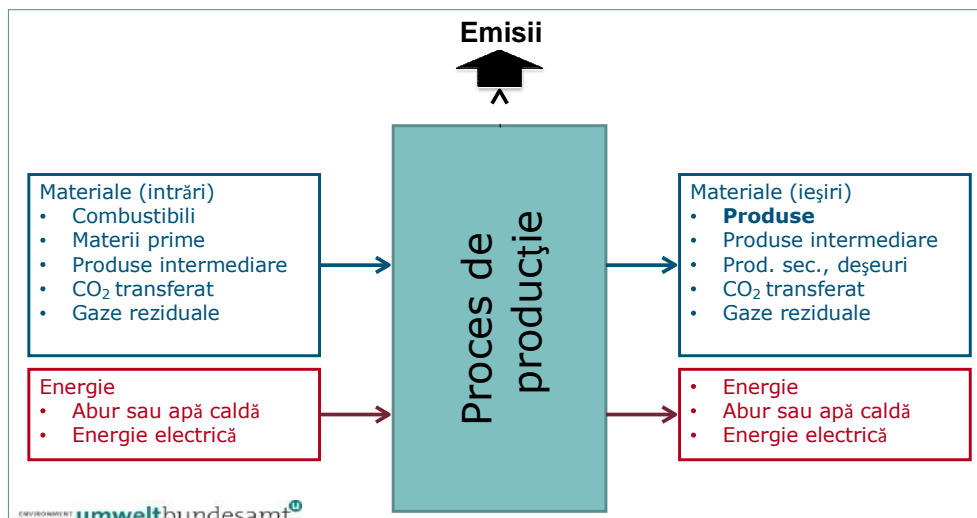 Emisii
Materiale (intrări)
• Combustibili
• Materii prime
• Produse intermediare
• CO₂ transferat
• Gaze reziduale
Energie
• Abur sau apă caldă
• Energie electrică
Proces de
producţie
Materiale (ieşiri)
• Produse
• Produse intermediare
• Prod. sec., deşeuri
• CO₂ transferat
• Gaze reziduale
• Energie
• Abur sau apă caldă
• Energie electrică
ENVIRONMENT umweltbundesamt u